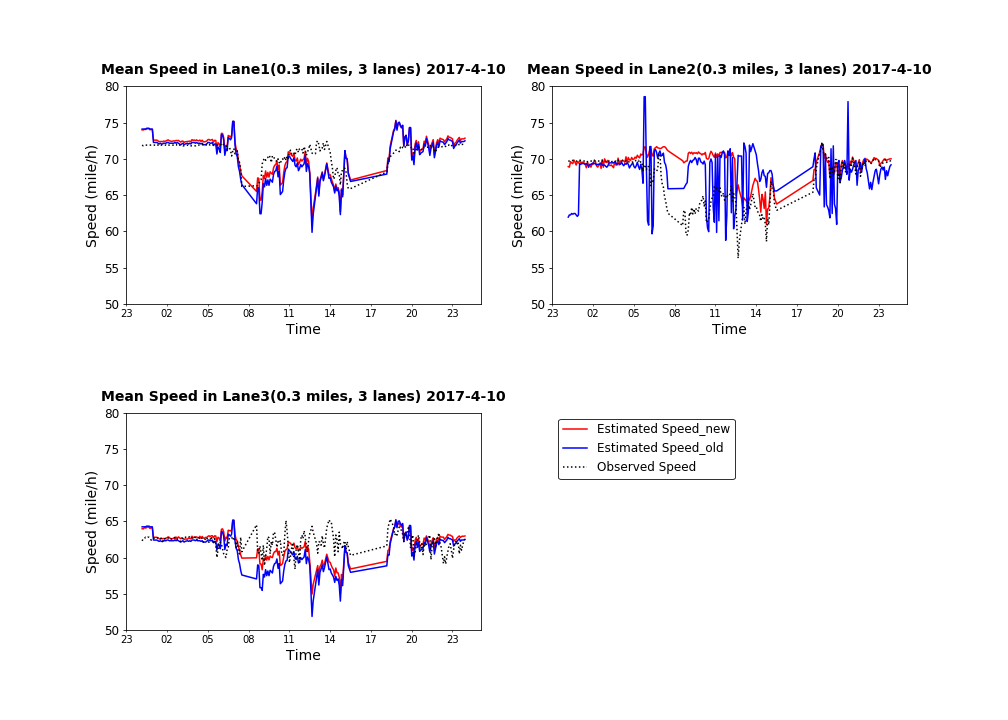 Mean Speed in Lane1(0.3 miles, 3 lanes) 2017-4-10
80
75
70
65
60
55
50
Speed (mile/h)
23 02 05 08 11 14 17 20 23
Time
Mean Speed in Lane2(0.3 miles, 3 lanes) 2017-4-10
80
75
70
65
60
55
50
Speed (mile/h)
23 02 05 08 11 14 17 20 23
Time
Mean Speed in Lane3(0.3 miles, 3 lanes) 2017-4-10
80
75
70
65
60
55
50
Speed (mile/h)
23 02 05 08 11 14 17 20 23
Time
Estimated Speed_new
Estimated Speed_old
Observed Speed